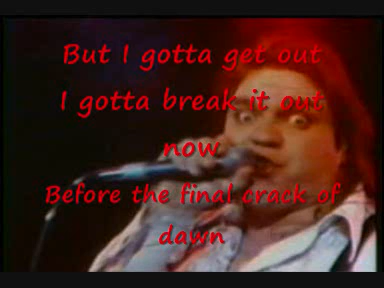 But I gotta get out
I gotta break it out
now
Before the final crack of
dawn